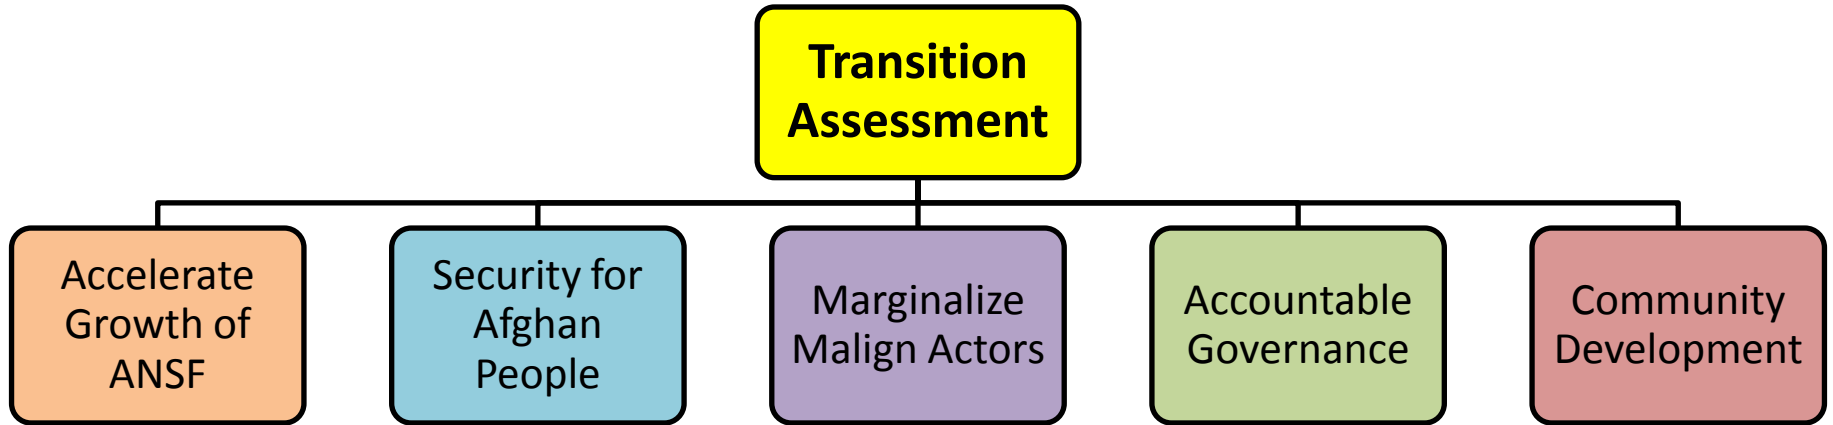 Transition
Assessment
Accelerate
Growth of
ANSF
Security for
Afghan
People
Marginalize
Malign Actors
Accountable
Governance
Community
Development